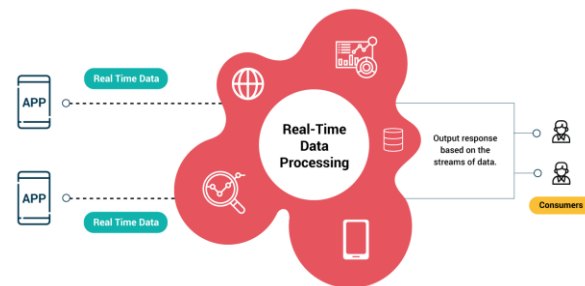 Real Time Data
APP
Real-Time
Data
Processing
Output response
based on the
streams of data.
APP
Real Time Data
Consumers